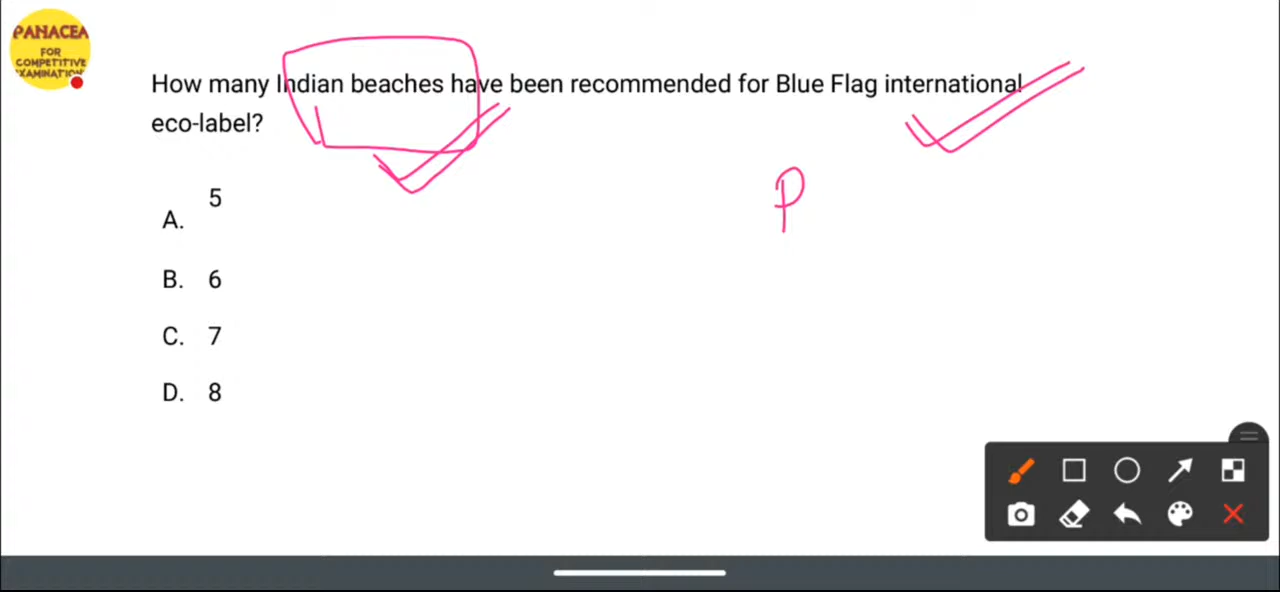 PANACEA
FOR
COMPETITIVE
EXAMINATION
How many Indian beaches have been recommended for Blue Flag international
eco-label?
P
A. 5
B. 6
C. 7
D. 8